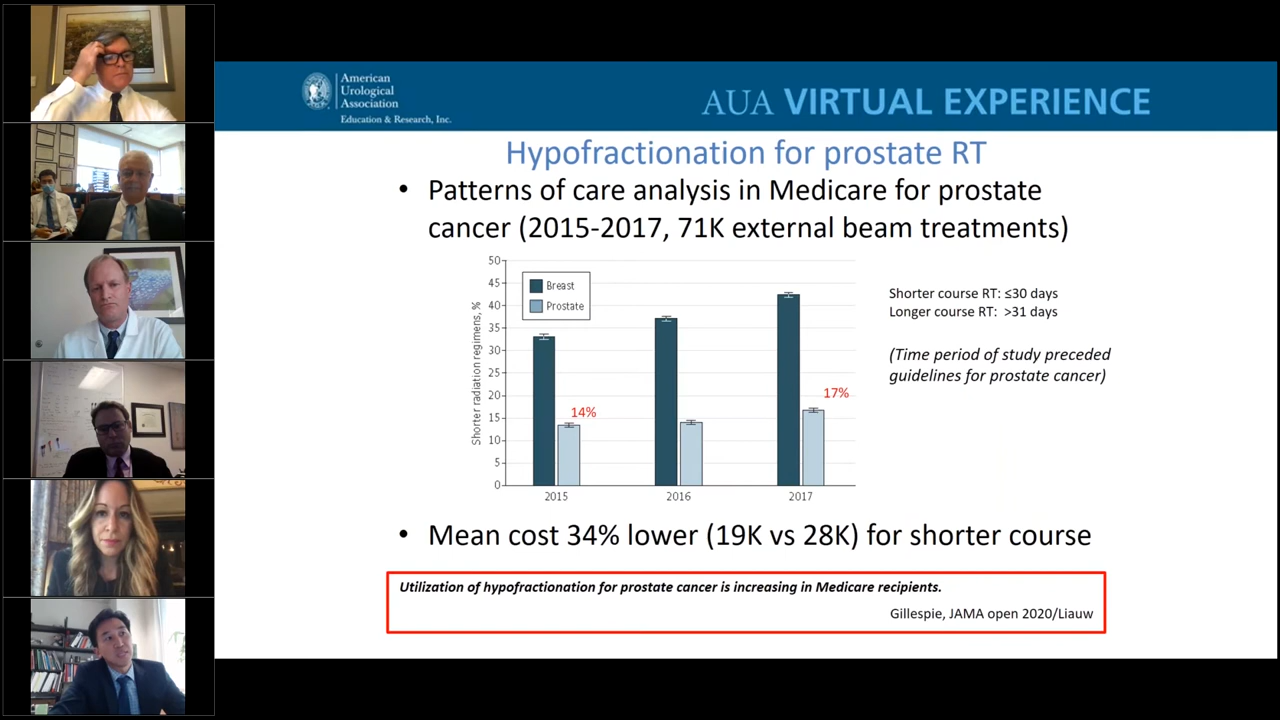 American
Urological
Association
Education & Research, Inc.
AUA VIRTUAL EXPERIENCE
Hypofractionation for prostate RT
• Patterns of care analysis in Medicare for prostate
cancer (2015-2017, 71K external beam treatments)
Shorter radiation regimens, %
50
45
40
35
30
25
20
15
10
5
0
Breast
Prostate
14%
17%
2015
2016
2017
Shorter course RT: ≤30 days
Longer course RT: >31 days
(Time period of study preceded
guidelines for prostate cancer)
• Mean cost 34% lower (19K vs 28K) for shorter course
Utilization of hypofractionation for prostate cancer is increasing in Medicare recipients.
Gillespie, JAMA open 2020/Liauw